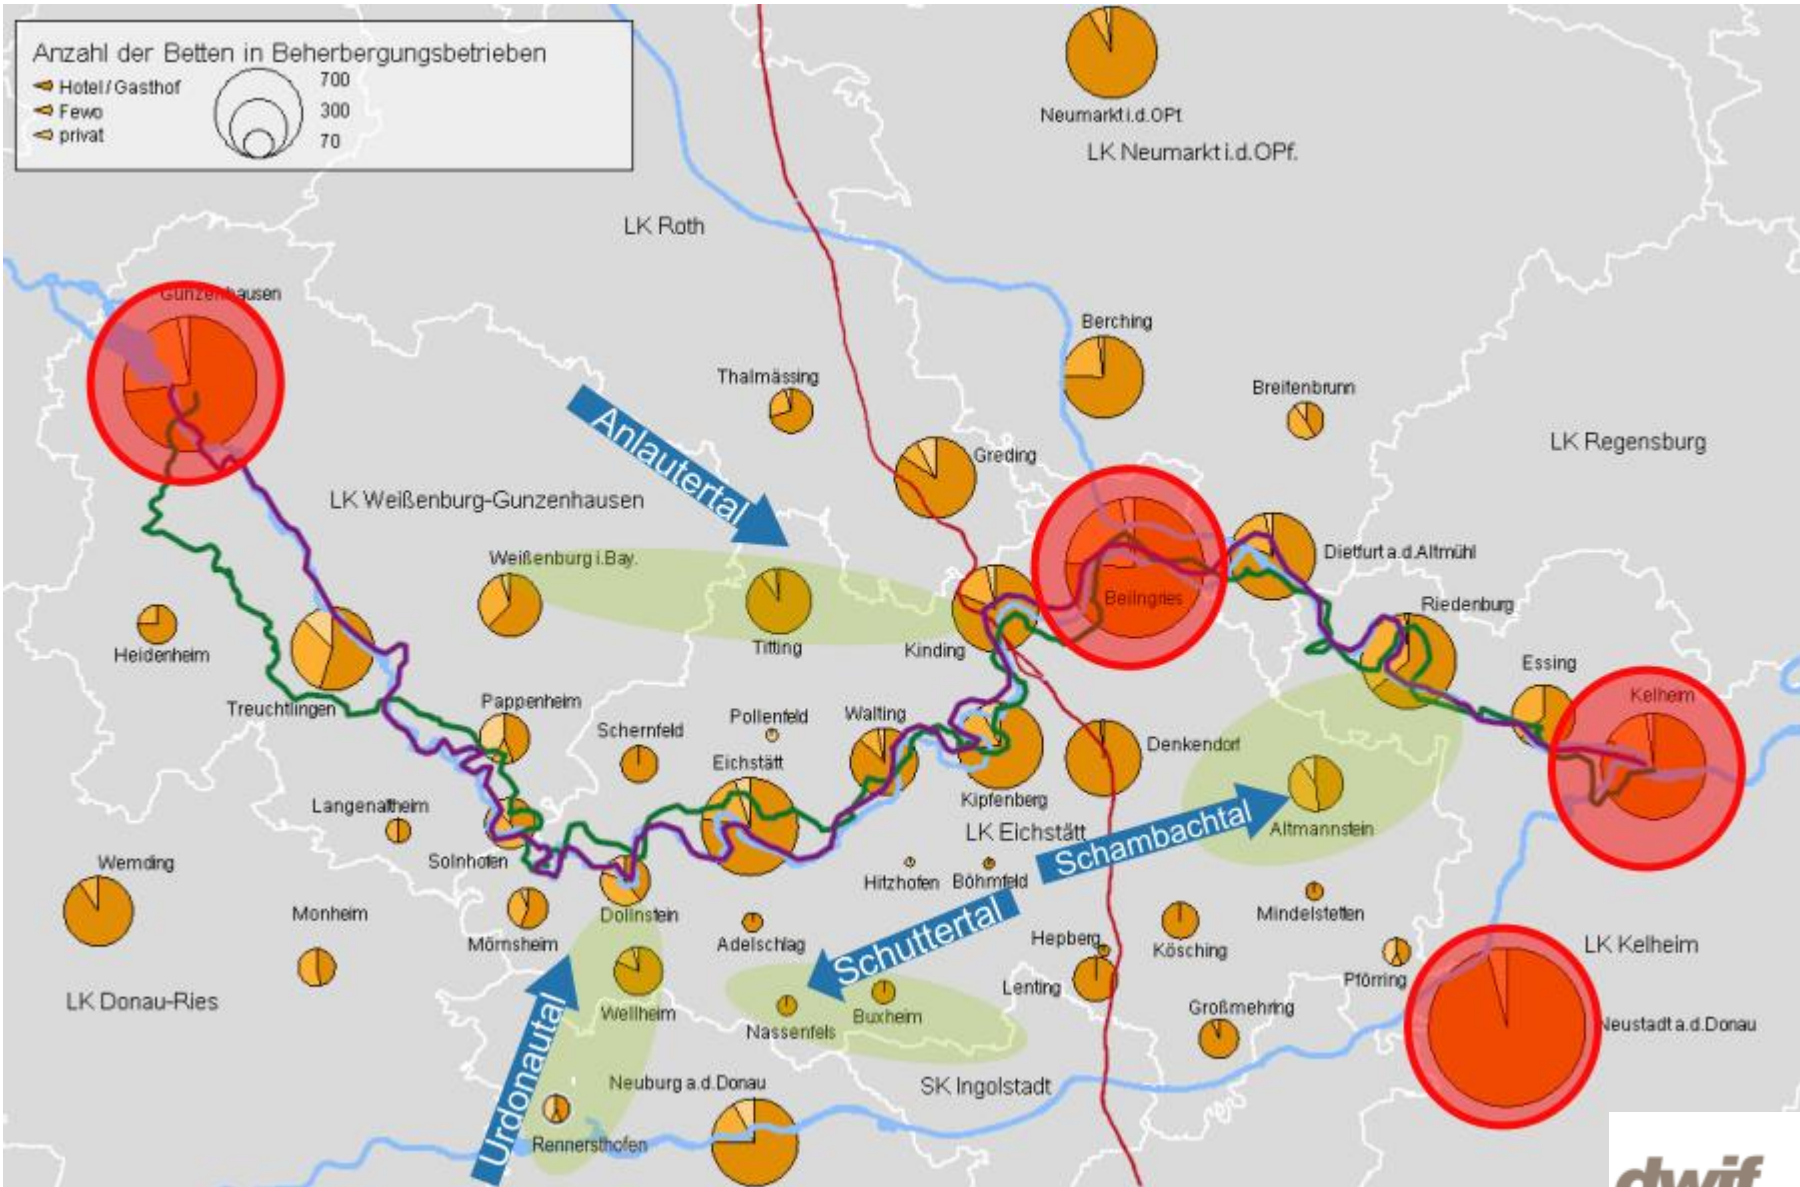 Anzahl der Betten in Beherbergungsbetrieben
Hotel/Gasthof
Fewo
privat
700
300
70
Neumarkt i.d.OPf.
LK Neumarkt i.d.OPf.
LK Roth
Gunzenhausen
Berching
Thalmässing
Breitenbrunn
Anlautertal
Greding
LK Regensburg
LK Weißenburg-Gunzenhausen
Weißenburg i.Bay.
Dietfurt a.d.Altmühl
Beilngries
Riedenburg
Heidenheim
Titting
Kinding
Essing
Kelheim
Treuchtlingen
Pappenheim
Schernfeld
Pollenfeld
Walting
Denkendorf
Eichstätt
Kipfenberg
Langenaltheim
LK Eichstätt
Schambachtal
Altmannstein
Solnhofen
Wemding
Hitzhofen
Böhmfeld
Monheim
Dollnstein
Mörnsheim
Adelschlag
Schuttertal
Hepberg
Kösching
Mindelstetten
LK Kelheim
Pförring
Lenting
LK Donau-Ries
Wellheim
Nassenfels
Buxheim
Großmehring
Neustadt a.d.Donau
Urdonautal
Neuburg a.d.Donau
SK Ingolstadt
Rennersthofen
dwif